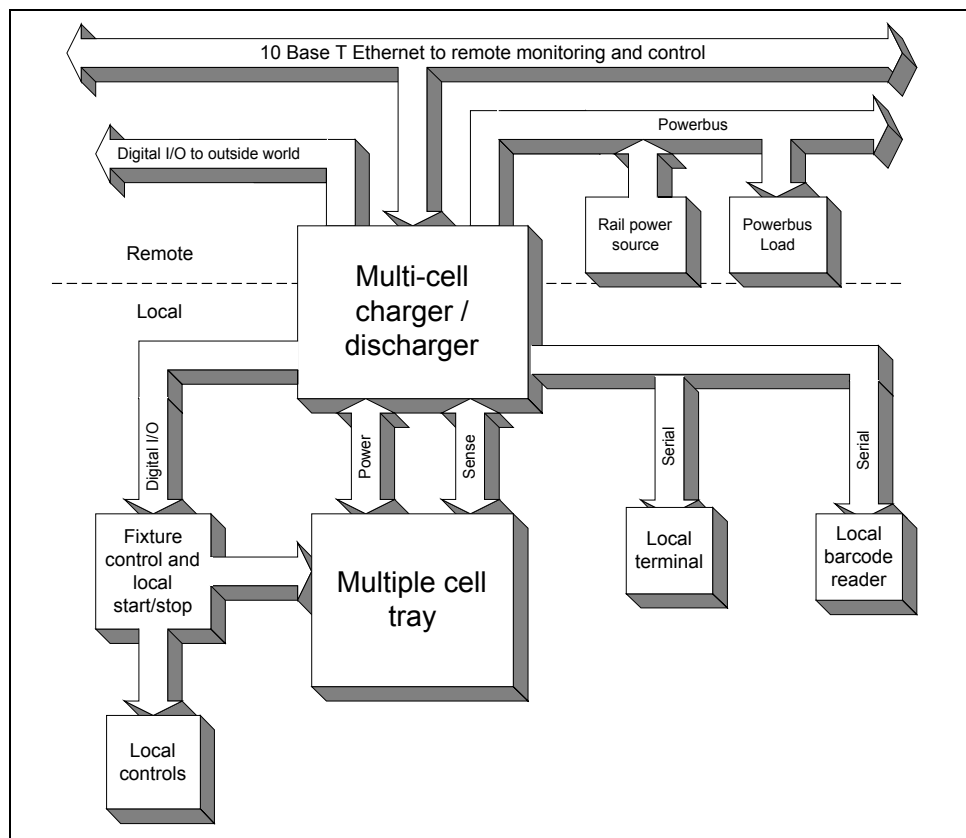 10 Base T Ethernet to remote monitoring and control
Powerbus
Digital I/O to outside world
Rail power
source
Powerbus
Load
Remote
Local
Multi-cell
charger /
discharger
Digital I/O
Power
Sense
Serial
Serial
Fixture
control and
local
start/stop
Multiple cell
tray
Local
terminal
Local
barcode
reader
Local
controls